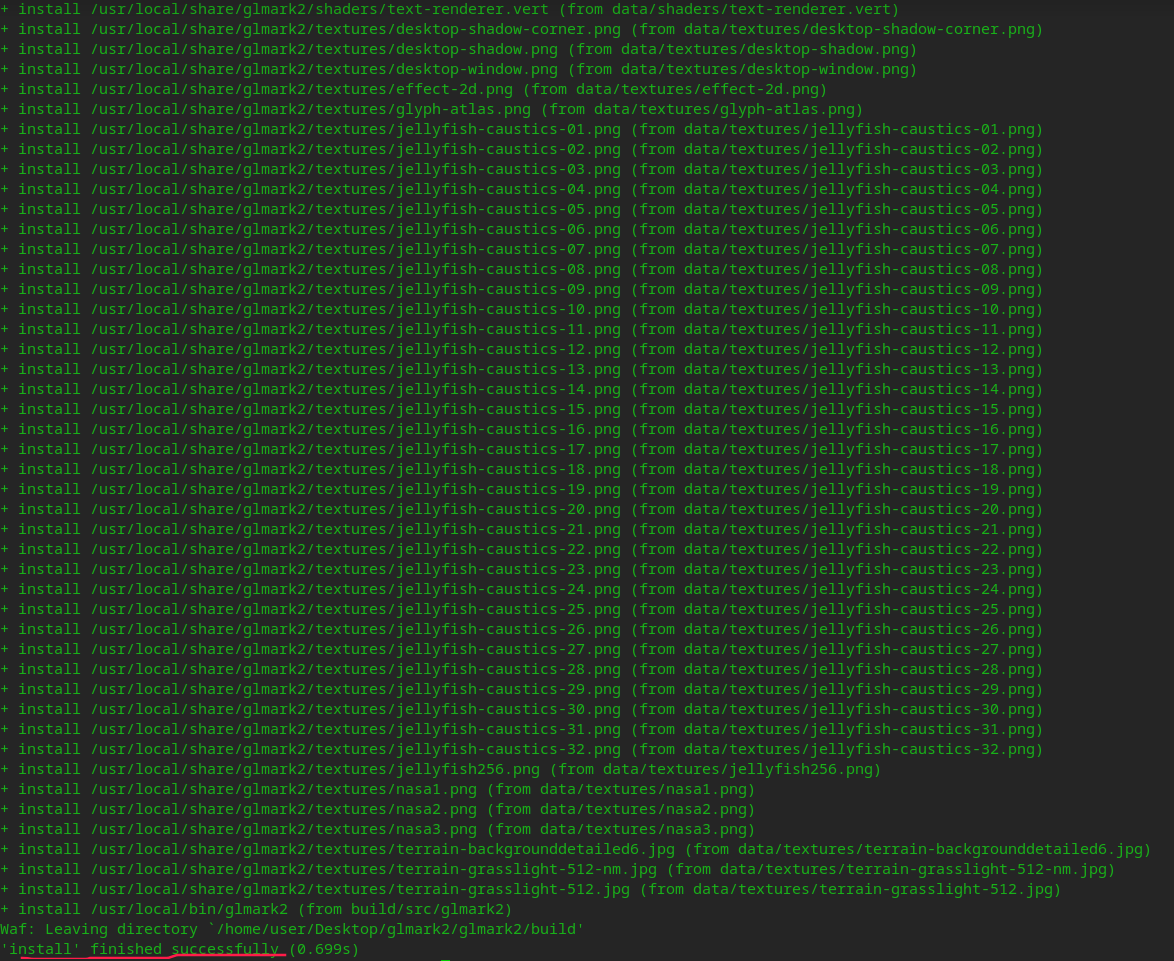 + install /usr/local/share/glmark2/shaders/text-renderer.vert (from data/shaders/text-renderer.vert)
+ install /usr/local/share/glmark2/textures/desktop-shadow-corner.png (from data/textures/desktop-shadow-corner.png)
+ install /usr/local/share/glmark2/textures/desktop-shadow.png (from data/textures/desktop-shadow.png)
+ install /usr/local/share/glmark2/textures/desktop-window.png (from data/textures/desktop-window.png)
+ install /usr/local/share/glmark2/textures/effect-2d.png (from data/textures/effect-2d.png)
+ install /usr/local/share/glmark2/textures/glyph-atlas.png (from data/textures/glyph-atlas.png)
+ install /usr/local/share/glmark2/textures/jellyfish-caustics-01.png (from data/textures/jellyfish-caustics-01.png)
+ install /usr/local/share/glmark2/textures/jellyfish-caustics-02.png (from data/textures/jellyfish-caustics-02.png)
+ install /usr/local/share/glmark2/textures/jellyfish-caustics-03.png (from data/textures/jellyfish-caustics-03.png)
+ install /usr/local/share/glmark2/textures/jellyfish-caustics-04.png (from data/textures/jellyfish-caustics-04.png)
+ install /usr/local/share/glmark2/textures/jellyfish-caustics-05.png (from data/textures/jellyfish-caustics-05.png)
+ install /usr/local/share/glmark2/textures/jellyfish-caustics-06.png (from data/textures/jellyfish-caustics-06.png)
+ install /usr/local/share/glmark2/textures/jellyfish-caustics-07.png (from data/textures/jellyfish-caustics-07.png)
+ install /usr/local/share/glmark2/textures/jellyfish-caustics-08.png (from data/textures/jellyfish-caustics-08.png)
+ install /usr/local/share/glmark2/textures/jellyfish-caustics-09.png (from data/textures/jellyfish-caustics-09.png)
+ install /usr/local/share/glmark2/textures/jellyfish-caustics-10.png (from data/textures/jellyfish-caustics-10.png)
+ install /usr/local/share/glmark2/textures/jellyfish-caustics-11.png (from data/textures/jellyfish-caustics-11.png)
+ install /usr/local/share/glmark2/textures/jellyfish-caustics-12.png (from data/textures/jellyfish-caustics-12.png)
+ install /usr/local/share/glmark2/textures/jellyfish-caustics-13.png (from data/textures/jellyfish-caustics-13.png)
+ install /usr/local/share/glmark2/textures/jellyfish-caustics-14.png (from data/textures/jellyfish-caustics-14.png)
+ install /usr/local/share/glmark2/textures/jellyfish-caustics-15.png (from data/textures/jellyfish-caustics-15.png)
+ install /usr/local/share/glmark2/textures/jellyfish-caustics-16.png (from data/textures/jellyfish-caustics-16.png)
+ install /usr/local/share/glmark2/textures/jellyfish-caustics-17.png (from data/textures/jellyfish-caustics-17.png)
+ install /usr/local/share/glmark2/textures/jellyfish-caustics-18.png (from data/textures/jellyfish-caustics-18.png)
+ install /usr/local/share/glmark2/textures/jellyfish-caustics-19.png (from data/textures/jellyfish-caustics-19.png)
+ install /usr/local/share/glmark2/textures/jellyfish-caustics-20.png (from data/textures/jellyfish-caustics-20.png)
+ install /usr/local/share/glmark2/textures/jellyfish-caustics-21.png (from data/textures/jellyfish-caustics-21.png)
+ install /usr/local/share/glmark2/textures/jellyfish-caustics-22.png (from data/textures/jellyfish-caustics-22.png)
+ install /usr/local/share/glmark2/textures/jellyfish-caustics-23.png (from data/textures/jellyfish-caustics-23.png)
+ install /usr/local/share/glmark2/textures/jellyfish-caustics-24.png (from data/textures/jellyfish-caustics-24.png)
+ install /usr/local/share/glmark2/textures/jellyfish-caustics-25.png (from data/textures/jellyfish-caustics-25.png)
+ install /usr/local/share/glmark2/textures/jellyfish-caustics-26.png (from data/textures/jellyfish-caustics-26.png)
+ install /usr/local/share/glmark2/textures/jellyfish-caustics-27.png (from data/textures/jellyfish-caustics-27.png)
+ install /usr/local/share/glmark2/textures/jellyfish-caustics-28.png (from data/textures/jellyfish-caustics-28.png)
+ install /usr/local/share/glmark2/textures/jellyfish-caustics-29.png (from data/textures/jellyfish-caustics-29.png)
+ install /usr/local/share/glmark2/textures/jellyfish-caustics-30.png (from data/textures/jellyfish-caustics-30.png)
+ install /usr/local/share/glmark2/textures/jellyfish-caustics-31.png (from data/textures/jellyfish-caustics-31.png)
+ install /usr/local/share/glmark2/textures/jellyfish-caustics-32.png (from data/textures/jellyfish-caustics-32.png)
+ install /usr/local/share/glmark2/textures/jellyfish256.png (from data/textures/jellyfish256.png)
+ install /usr/local/share/glmark2/textures/nasa1.png (from data/textures/nasa1.png)
+ install /usr/local/share/glmark2/textures/nasa2.png (from data/textures/nasa2.png)
+ install /usr/local/share/glmark2/textures/nasa3.png (from data/textures/nasa3.png)
+ install /usr/local/share/glmark2/textures/terrain-backgrounddetailed6.jpg (from data/textures/terrain-backgrounddetailed6.jpg)
+ install /usr/local/share/glmark2/textures/terrain-grasslight-512-nm.jpg (from data/textures/terrain-grasslight-512-nm.jpg)
+ install /usr/local/share/glmark2/textures/terrain-grasslight-512.jpg (from data/textures/terrain-grasslight-512.jpg)
+ install /usr/local/bin/glmark2 (from build/src/glmark2)
Waf: Leaving directory `/home/user/Desktop/glmark2/glmark2/build'
'install' finished successfully (0.699s)